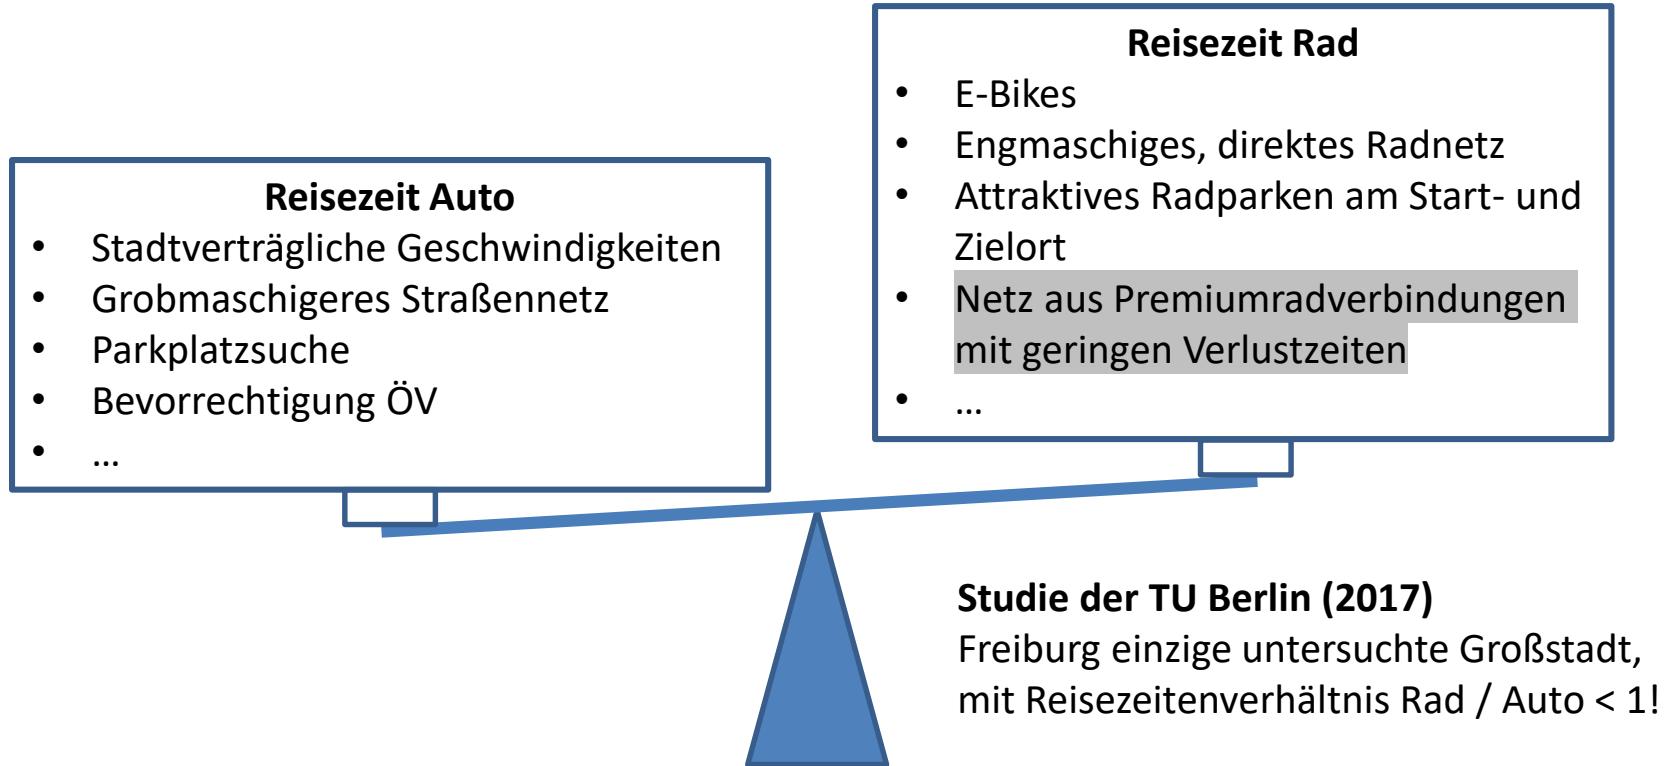 Reisezeit Auto
• Stadtverträgliche Geschwindigkeiten
• Grobmaschigeres Straßennetz
• Parkplatzsuche
• Bevorrechtigung ÖV
• …
Reisezeit Rad
• E-Bikes
• Engmaschiges, direktes Radnetz
• Attraktives Radparken am Start- und
Zielort
• Netz aus Premiumradverbindungen
mit geringen Verlustzeiten
• …
Studie der TU Berlin (2017)
Freiburg einzige untersuchte Großstadt,
mit Reisezeitenverhältnis Rad / Auto < 1!